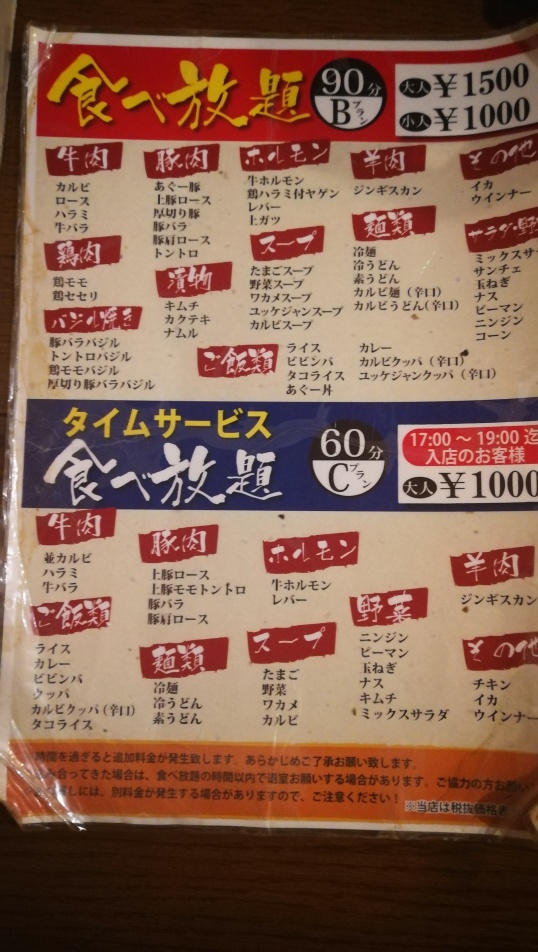 食べ放題
90分
Bプラン
大人 ¥1500
小人 ¥1000
牛肉
カルビ
ロース
ハラミ
牛バラ
豚肉
あぐー豚
上豚ロース
厚切り豚
豚バラ
豚肩ロース
トントロ
ホルモン
牛ホルモン
鶏ハラミ付ヤゲン
レバー
上ガツ
羊肉
ジンギスカン
その他
イカ
ウインナー
鶏肉
鶏モモ
鶏セセリ
漬物
キムチ
カクテキ
ナムル
スープ
たまごスープ
野菜スープ
ワカメスープ
ユッケジャンスープ
カルビスープ
麺類
冷麺
冷うどん
素うどん
カルビ麺（辛口）
カルビうどん(辛口)
サラダ・野
ミックスサ
サンチェ
玉ねぎ
ナス
ピーマン
ニンジン
コーン
バジル焼き
豚バラバジル
トントロバジル
鶏モモバジル
厚切り豚バラバジル
ご飯類
ライス
ビビンバ
タコライス
あぐー丼
カレー
カルビクッパ（辛口）
ユッケジャンクッパ（辛口）
タイムサービス
食べ放題
60分
Cプラン
17:00 ～ 19:00 迄
入店のお客様
大人 ¥1000
牛肉
並カルビ
ハラミ
牛バラ
豚肉
上豚ロース
上豚モモトントロ
豚バラ
豚肩ロース
ホルモン
牛ホルモン
レバー
羊肉
ジンギスカン
ご飯類
ライス
カレー
ビビンバ
クッパ
カルビクッパ(辛口)
タコライス
麺類
冷麺
冷うどん
素うどん
スープ
たまご
野菜
ワカメ
カルビ
野菜
ニンジン
ピーマン
玉ねぎ
ナス
キムチ
ミックスサラダ
その他
チキン
イカ
ウインナー
時間を過ぎると追加料金が発生致します。あらかじめご了承お願い致します。
み合ってきた場合は、食べ放題の時間以内で退室お願いする場合があります。ご協力の方お願い
しには、別料金が発生する場合がありますので、ご注意ください！
※当店は税抜価格